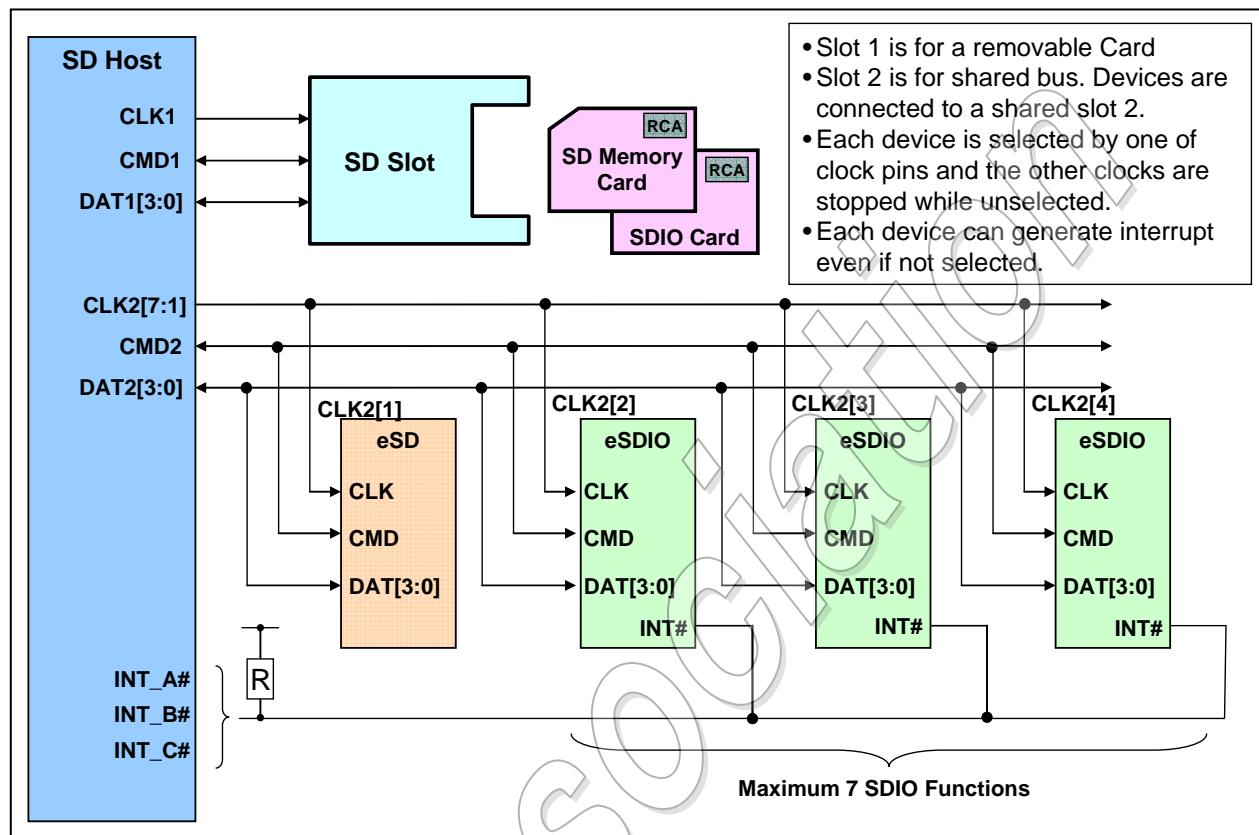 SD Host
CLK1
CMD1
DAT1[3:0]
SD Slot
RCA
SD Memory
Card
RCA
SDIO Card
• Slot 1 is for a removable Card
• Slot 2 is for shared bus. Devices are
connected to a shared slot 2.
• Each device is selected by one of
clock pins and the other clocks are
stopped while unselected.
• Each device can generate interrupt
even if not selected.
CLK2[7:1]
CMD2
DAT2[3:0]
CLK2[1]
eSD
CLK
CMD
DAT[3:0]
CLK2[2]
eSDIO
CLK
CMD
DAT[3:0]
INT#
CLK2[3]
eSDIO
CLK
CMD
DAT[3:0]
INT#
CLK2[4]
eSDIO
CLK
CMD
DAT[3:0]
INT#
R
INT_A#
INT_B#
INT_C#
Maximum 7 SDIO Functions
sociation